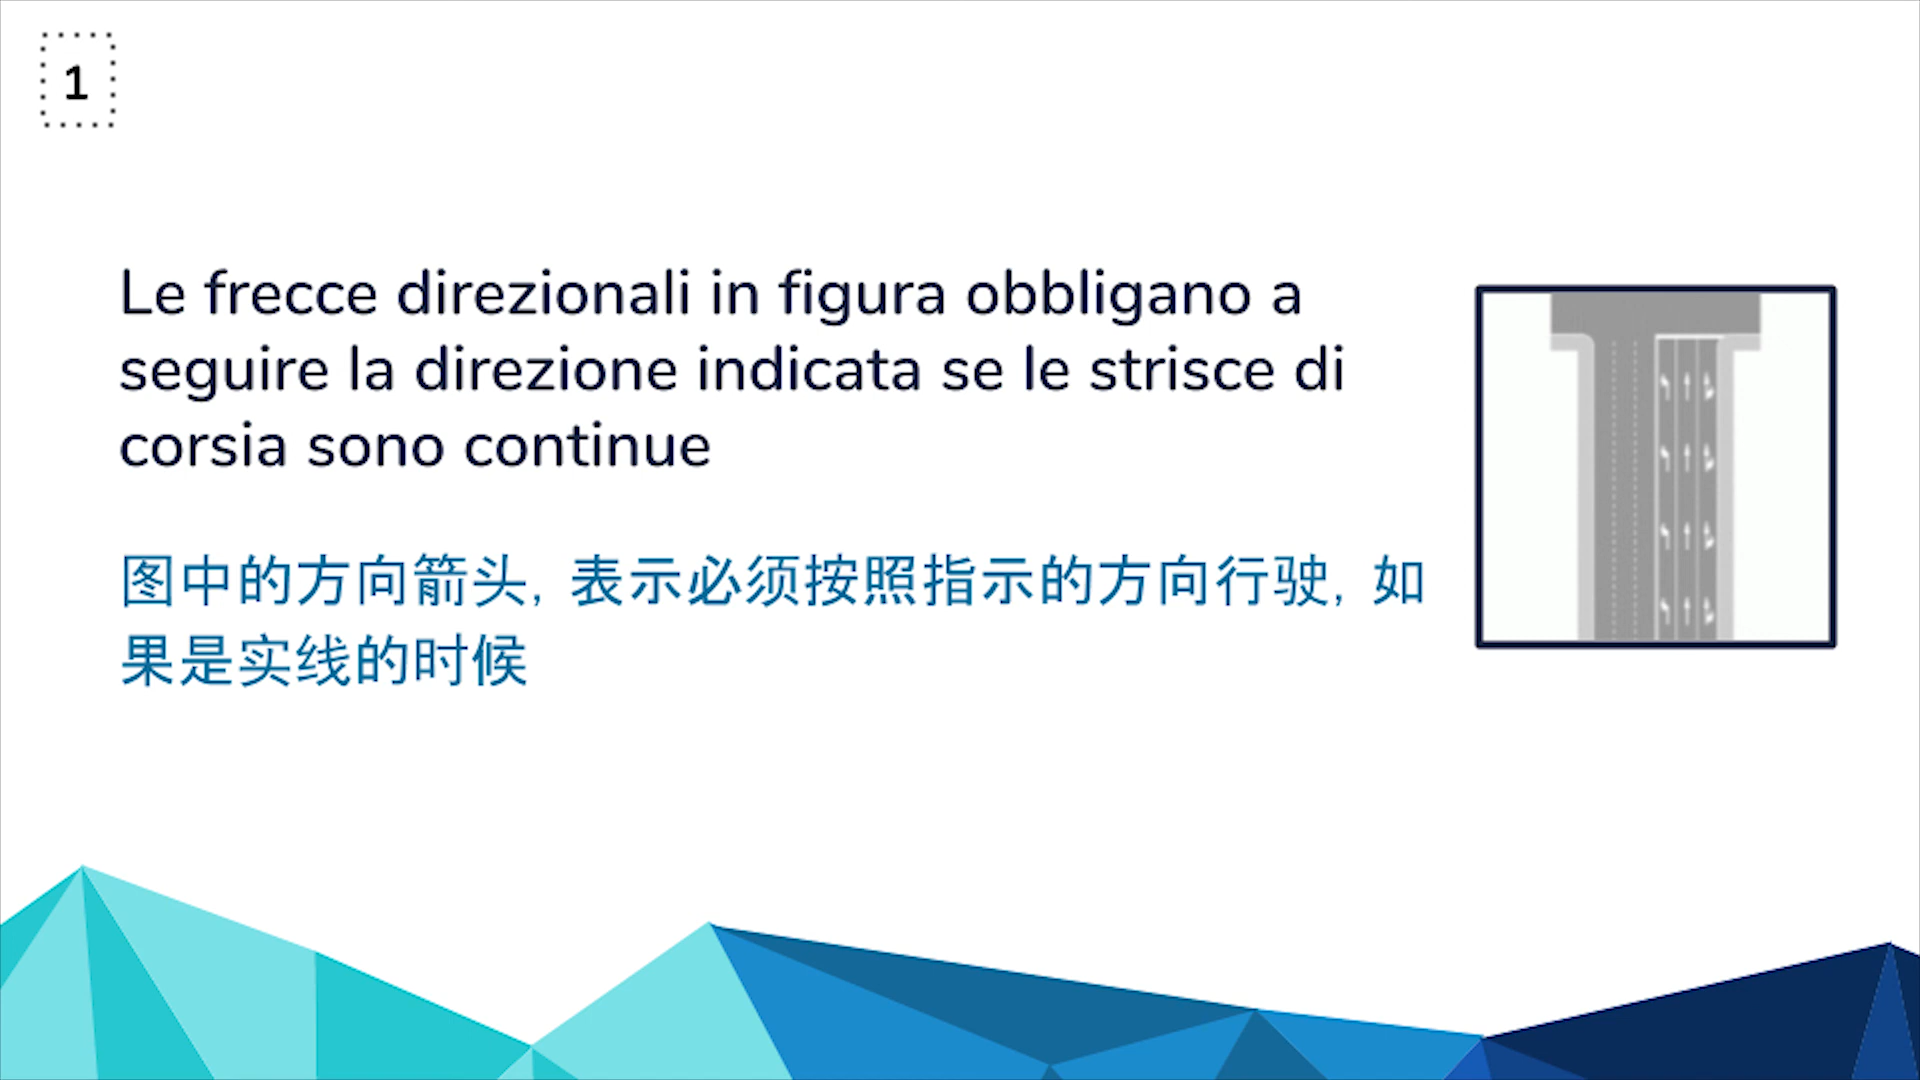 1
Le frecce direzionali in figura obbligano a
seguire la direzione indicata se le strisce di
corsia sono continue
图中的方向箭头, 表示必须按照指示的方向行驶, 如
果是实线的时候